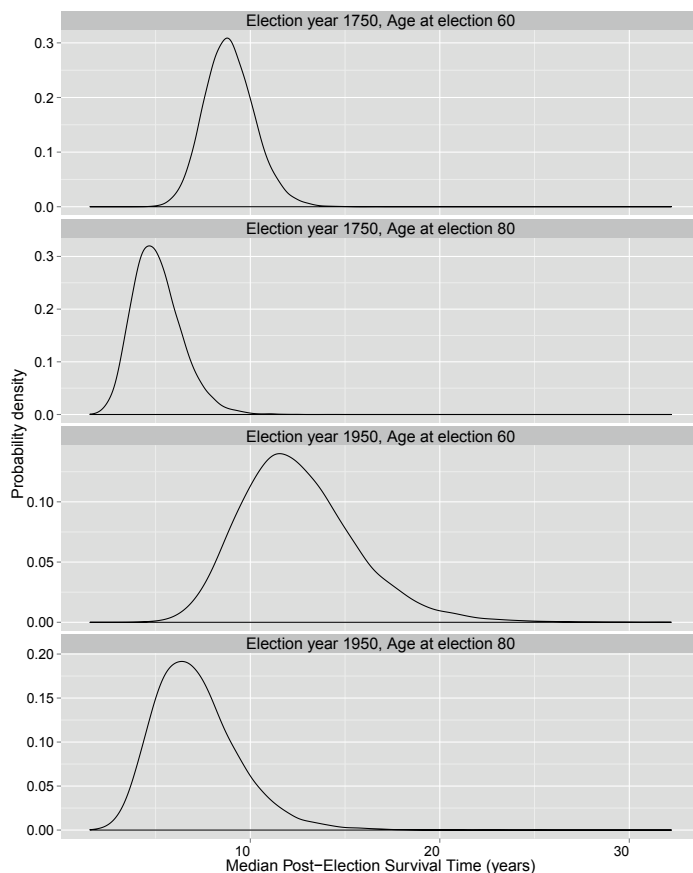 Election year 1750, Age at election 60
0.3
0.2
0.1
0.0
Election year 1750, Age at election 80
0.3
0.2
0.1
0.0
Election year 1950, Age at election 60
0.10
0.05
0.00
Election year 1950, Age at election 80
0.20
0.15
0.10
0.05
0.00
Probability density
10 20 30
Median Post−Election Survival Time (years)